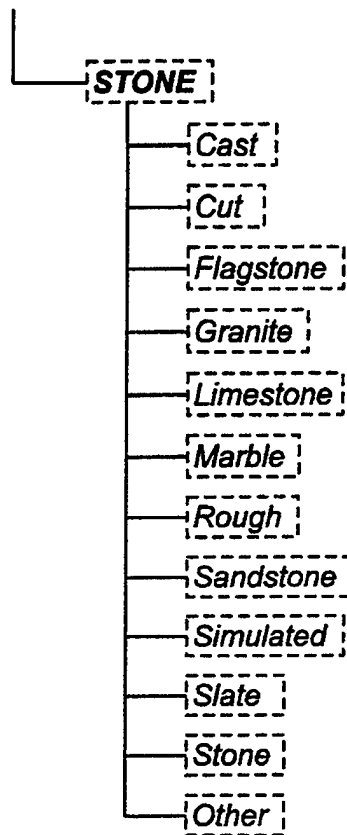 STONE
Cast
Cut
Flagstone
Granite
Limestone
Marble
Rough
Sandstone
Simulated
Slate
Stone
Other